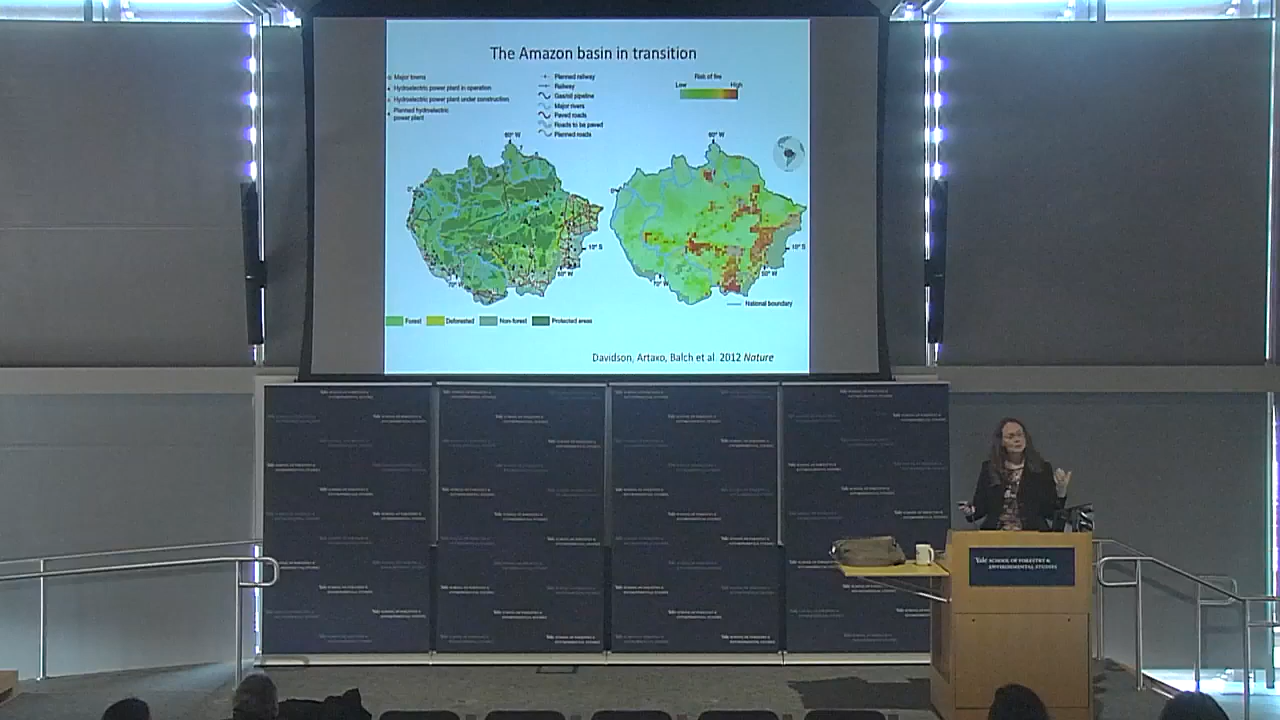 The Amazon basin in transition
Major towns
Hydroelectric power plant in operation
Hydroelectric power plant under construction
Planned hydroelectric
power plant
Planned railway
Railway
Gas/oil pipeline
Major rivers
Paved roads
Roads to be paved
Planned roads
Risk of fire
Low High
60° W
60° W
0°
0°
10° S
10° S
50° W
50° W
70° W
70° W
National boundary
Forest Deforested Non-forest Protected areas
Davidson, Artaxo, Balch et al 2012 Nature
Yale SCHOOL OF FORESTRY &
ENVIRONMENTAL STUDIES